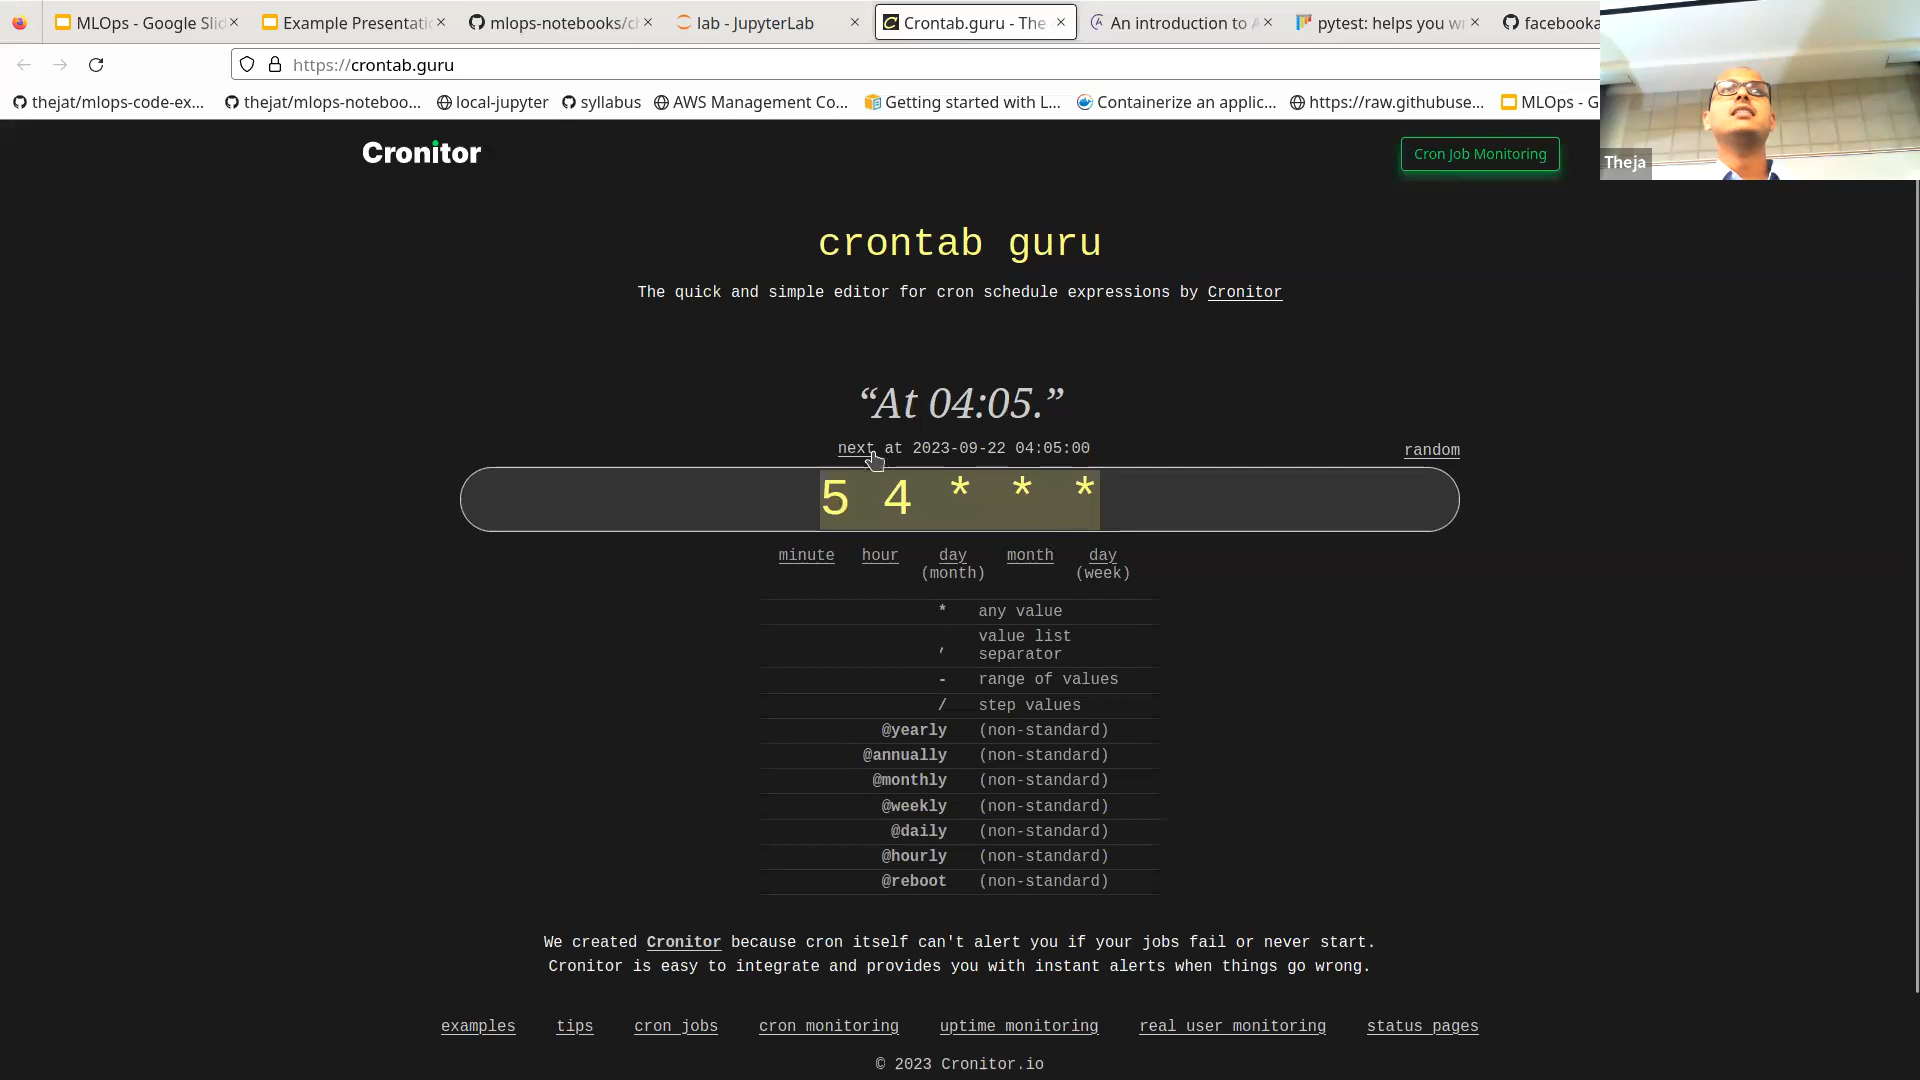 MLOps - Google Slid
Example Presentatio
mlops-notebooks/c
lab - JupyterLab
Crontab.guru - The
An introduction to A
pytest: helps you w
facebooka
https://crontab.guru
thejat/mlops-code-ex...
thejat/mlops-noteboo...
local-jupyter
syllabus
AWS Management Co...
Getting started with L...
Containerize an applic...
https://raw.githubuse...
MLOps - G
Theja
Cronitor
Cron Job Monitoring
crontab guru
The quick and simple editor for cron schedule expressions by Cronitor
“At 04:05.”
next at 2023-09-22 04:05:00
random
5 4 * * *
minute hour day (month) month day (week)
* any value
, value list separator
- range of values
/ step values
@yearly (non-standard)
@annually (non-standard)
@monthly (non-standard)
@weekly (non-standard)
@daily (non-standard)
@hourly (non-standard)
@reboot (non-standard)
We created Cronitor because cron itself can't alert you if your jobs fail or never start.
Cronitor is easy to integrate and provides you with instant alerts when things go wrong.
examples tips cron jobs cron monitoring uptime monitoring real user monitoring status pages
© 2023 Cronitor.io